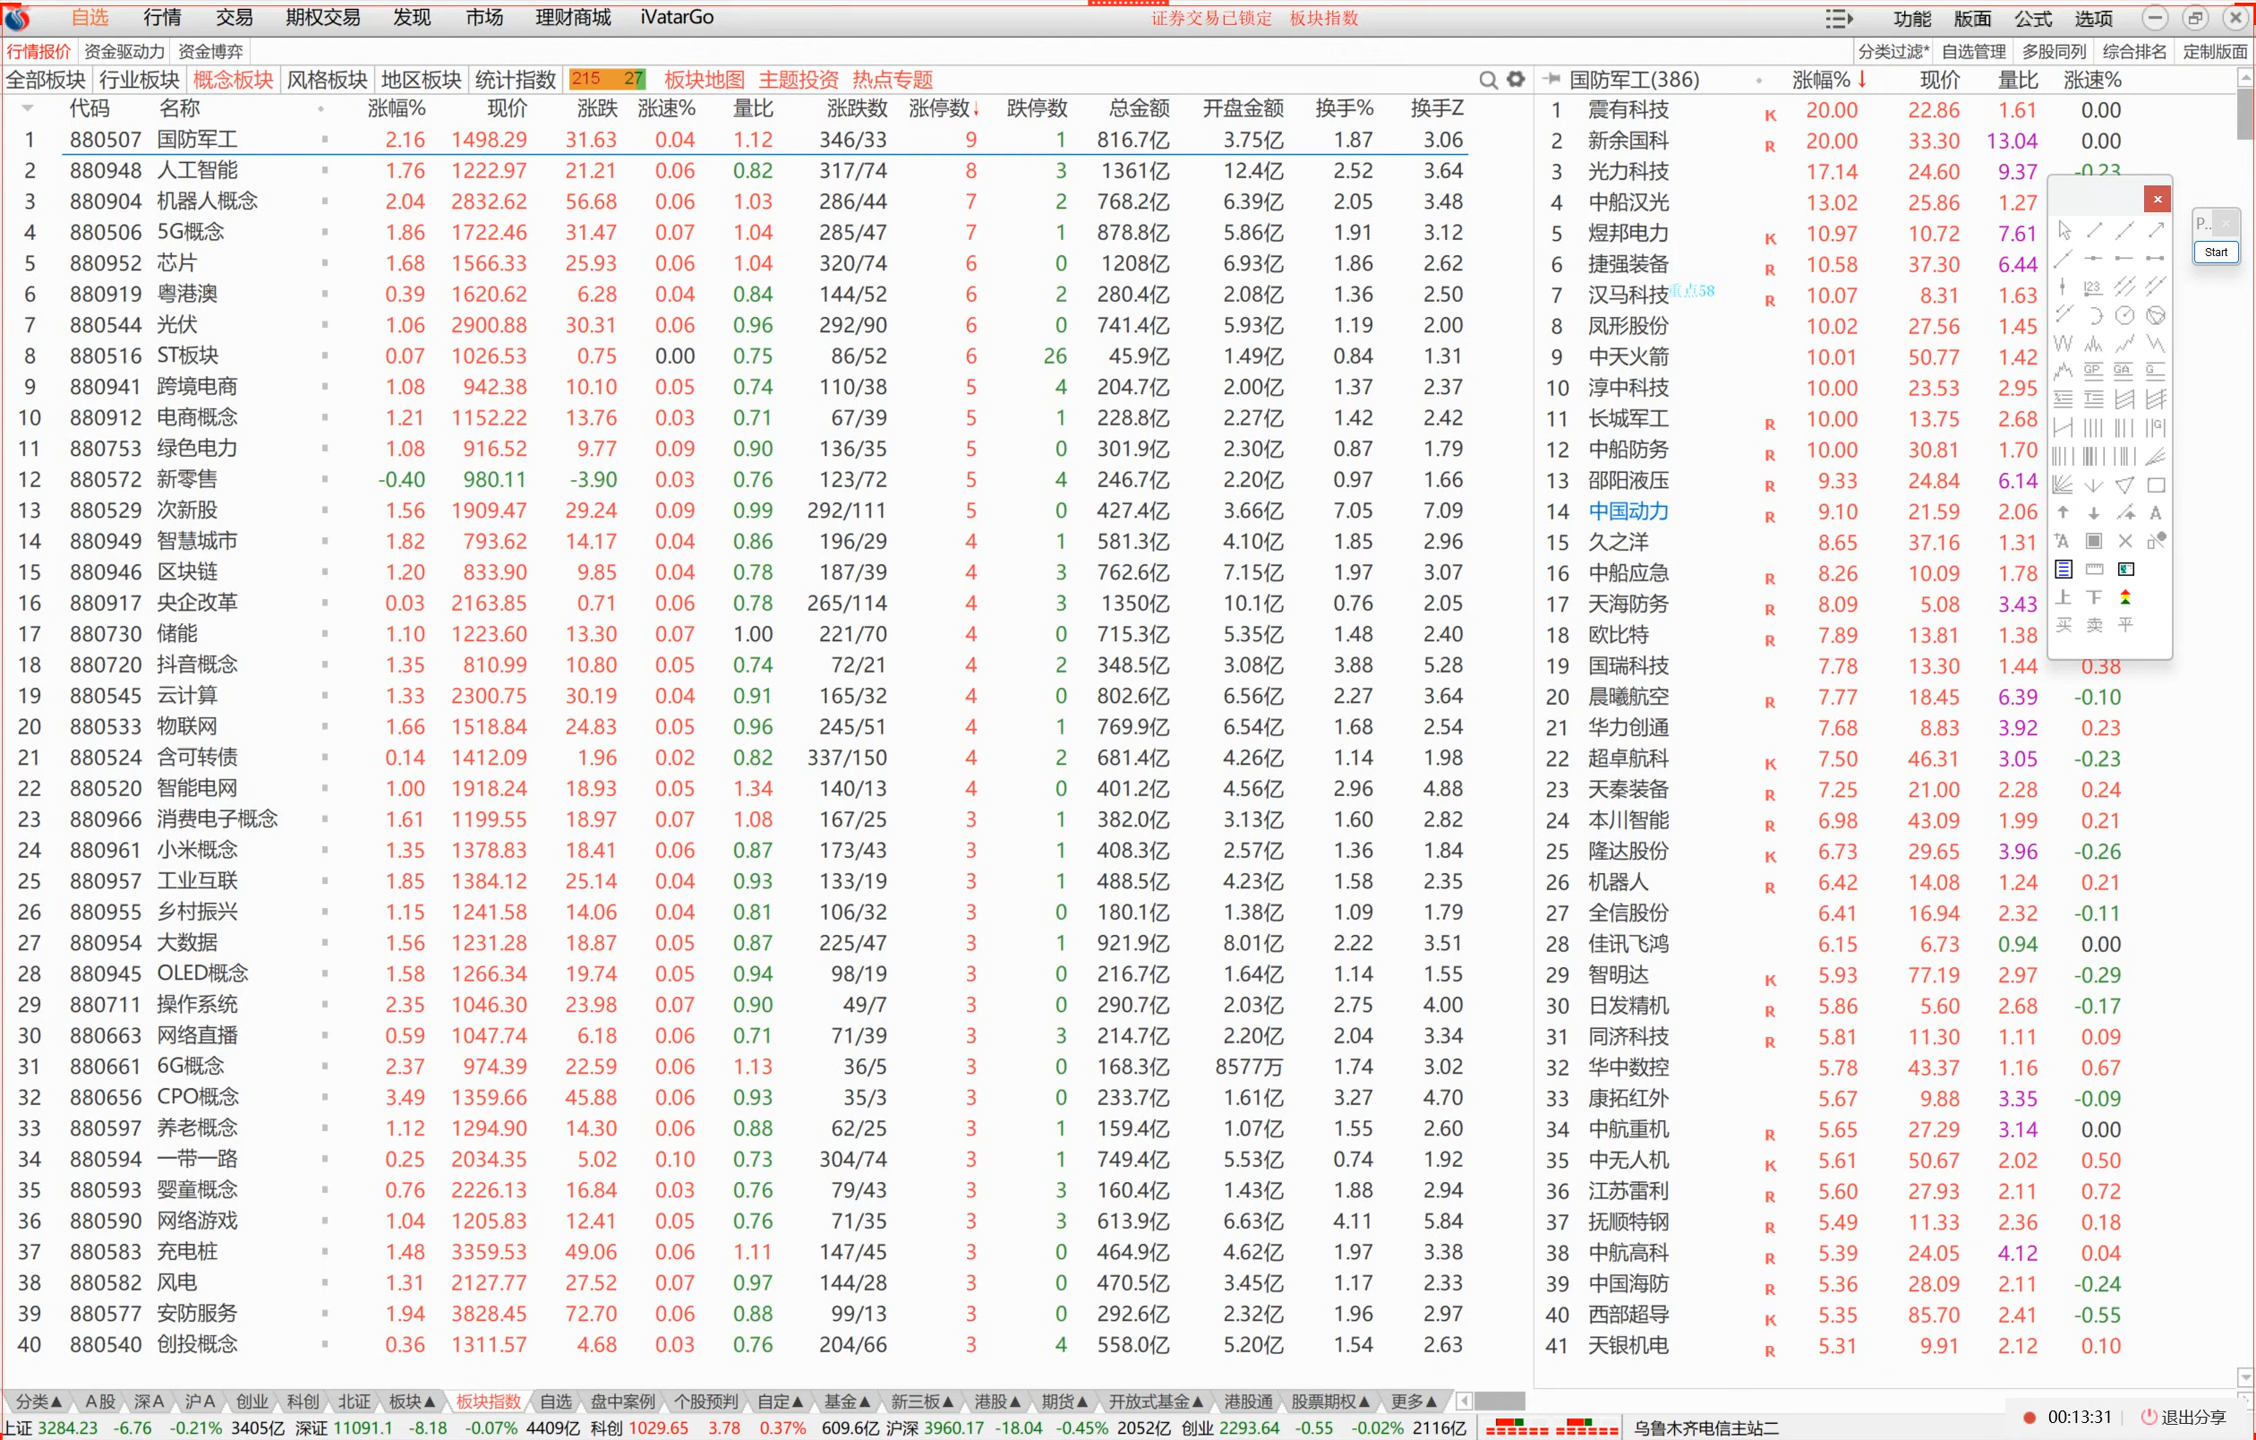 自选 行情 交易 期权交易 发现 市场 理财商城 iVatarGo 证券交易已锁定 板块指数 功能 版面 公式 选项
行情报价 资金驱动力 资金博弈 分类过滤* 自选管理 多股同列 综合排名 定制版面
全部板块 行业板块 概念板块 风格板块 地区板块 统计指数 215 27 板块地图 主题投资 热点专题 国防军工(386) 涨幅%↓ 现价 量比 涨速%
代码 名称 涨幅% 现价 涨跌 涨速% 量比 涨跌数 涨停数↓ 跌停数 总金额 开盘金额 换手% 换手Z
1 880507 国防军工 2.16 1498.29 31.63 0.04 1.12 346/33 9 1 816.7亿 3.75亿 1.87 3.06
2 880948 人工智能 1.76 1222.97 21.21 0.06 0.82 317/74 8 3 1361亿 12.4亿 2.52 3.64
3 880904 机器人概念 2.04 2832.62 56.68 0.06 1.03 286/44 7 2 768.2亿 6.39亿 2.05 3.48
4 880506 5G概念 1.86 1722.46 31.47 0.07 1.04 285/47 7 1 878.8亿 5.86亿 1.91 3.12
5 880952 芯片 1.68 1566.33 25.93 0.06 1.04 320/74 6 0 1208亿 6.93亿 1.86 2.62
6 880919 粤港澳 0.39 1620.62 6.28 0.04 0.84 144/52 6 2 280.4亿 2.08亿 1.36 2.50
7 880544 光伏 1.06 2900.88 30.31 0.06 0.96 292/90 6 0 741.4亿 5.93亿 1.19 2.00
8 880516 ST板块 0.07 1026.53 0.75 0.00 0.75 86/52 6 26 45.9亿 1.49亿 0.84 1.31
9 880941 跨境电商 1.08 942.38 10.10 0.05 0.74 110/38 5 4 204.7亿 2.00亿 1.37 2.37
10 880912 电商概念 1.21 1152.22 13.76 0.03 0.71 67/39 5 1 228.8亿 2.27亿 1.42 2.42
11 880753 绿色电力 1.08 916.52 9.77 0.09 0.90 136/35 5 0 301.9亿 2.30亿 0.87 1.79
12 880572 新零售 -0.40 980.11 -3.90 0.03 0.76 123/72 5 4 246.7亿 2.20亿 0.97 1.66
13 880529 次新股 1.56 1909.47 29.24 0.09 0.99 292/111 5 0 427.4亿 3.66亿 7.05 7.09
14 880949 智慧城市 1.82 793.62 14.17 0.04 0.86 196/29 4 1 581.3亿 4.10亿 1.85 2.96
15 880946 区块链 1.20 833.90 9.85 0.04 0.78 187/39 4 3 762.6亿 7.15亿 1.97 3.07
16 880917 央企改革 0.03 2163.85 0.71 0.06 0.78 265/114 4 3 1350亿 10.1亿 0.76 2.05
17 880730 储能 1.10 1223.60 13.30 0.07 1.00 221/70 4 0 715.3亿 5.35亿 1.48 2.40
18 880720 抖音概念 1.35 810.99 10.80 0.05 0.74 72/21 4 2 348.5亿 3.08亿 3.88 5.28
19 880545 云计算 1.33 2300.75 30.19 0.04 0.91 165/32 4 0 802.6亿 6.56亿 2.27 3.64
20 880533 物联网 1.66 1518.84 24.83 0.05 0.96 245/51 4 1 769.9亿 6.54亿 1.68 2.54
21 880524 含可转债 0.14 1412.09 1.96 0.02 0.82 337/150 4 2 681.4亿 4.26亿 1.14 1.98
22 880520 智能电网 1.00 1918.24 18.93 0.05 1.34 140/13 4 0 401.2亿 4.56亿 2.96 4.88
23 880966 消费电子概念 1.61 1199.55 18.97 0.07 1.08 167/25 3 1 382.0亿 3.13亿 1.60 2.82
24 880961 小米概念 1.35 1378.83 18.41 0.06 0.87 173/43 3 1 408.3亿 2.57亿 1.36 1.84
25 880957 工业互联 1.85 1384.12 25.14 0.04 0.93 133/19 3 1 488.5亿 4.23亿 1.58 2.35
26 880955 乡村振兴 1.15 1241.58 14.06 0.04 0.81 106/32 3 0 180.1亿 1.38亿 1.09 1.79
27 880954 大数据 1.56 1231.28 18.87 0.05 0.87 225/47 3 1 921.9亿 8.01亿 2.22 3.51
28 880945 OLED概念 1.58 1266.34 19.74 0.05 0.94 98/19 3 0 216.7亿 1.64亿 1.14 1.55
29 880711 操作系统 2.35 1046.30 23.98 0.07 0.90 49/7 3 0 290.7亿 2.03亿 2.75 4.00
30 880663 网络直播 0.59 1047.74 6.18 0.06 0.71 71/39 3 3 214.7亿 2.20亿 2.04 3.34
31 880661 6G概念 2.37 974.39 22.59 0.06 1.13 36/5 3 0 168.3亿 8577万 1.74 3.02
32 880656 CPO概念 3.49 1359.66 45.88 0.06 0.93 35/3 3 0 233.7亿 1.61亿 3.27 4.70
33 880597 养老概念 1.12 1294.90 14.30 0.06 0.88 62/25 3 1 159.4亿 1.07亿 1.55 2.60
34 880594 一带一路 0.25 2034.35 5.02 0.10 0.73 304/74 3 1 749.4亿 5.53亿 0.74 1.92
35 880593 婴童概念 0.76 2226.13 16.84 0.03 0.76 79/43 3 3 160.4亿 1.43亿 1.88 2.94
36 880590 网络游戏 1.04 1205.83 12.41 0.05 0.76 71/35 3 3 613.9亿 6.63亿 4.11 5.84
37 880583 充电桩 1.48 3359.53 49.06 0.06 1.11 147/45 3 0 464.9亿 4.62亿 1.97 3.38
38 880582 风电 1.31 2127.77 27.52 0.07 0.97 144/28 3 0 470.5亿 3.45亿 1.17 2.33
39 880577 安防服务 1.94 3828.45 72.70 0.06 0.88 99/13 3 0 292.6亿 2.32亿 1.96 2.97
40 880540 创投概念 0.36 1311.57 4.68 0.03 0.76 204/66 3 4 558.0亿 5.20亿 1.54 2.63
1 震有科技 K 20.00 22.86 1.61 0.00
2 新余国科 R 20.00 33.30 13.04 0.00
3 光力科技 17.14 24.60 9.37 -0.23
4 中船汉光 13.02 25.86 1.27
5 煜邦电力 K 10.97 10.72 7.61
6 捷强装备 R 10.58 37.30 6.44
7 汉马科技 重点58 R 10.07 8.31 1.63
8 凤形股份 10.02 27.56 1.45
9 中天火箭 10.01 50.77 1.42
10 淳中科技 10.00 23.53 2.95
11 长城军工 R 10.00 13.75 2.68
12 中船防务 R 10.00 30.81 1.70
13 邵阳液压 R 9.33 24.84 6.14
14 中国动力 R 9.10 21.59 2.06
15 久之洋 8.65 37.16 1.31
16 中船应急 R 8.26 10.09 1.78
17 天海防务 R 8.09 5.08 3.43
18 欧比特 R 7.89 13.81 1.38
19 国瑞科技 7.78 13.30 1.44 0.38
20 晨曦航空 R 7.77 18.45 6.39 -0.10
21 华力创通 7.68 8.83 3.92 0.23
22 超卓航科 K 7.50 46.31 3.05 -0.23
23 天秦装备 R 7.25 21.00 2.28 0.24
24 本川智能 R 6.98 43.09 1.99 0.21
25 隆达股份 K 6.73 29.65 3.96 -0.26
26 机器人 R 6.42 14.08 1.24 0.21
27 全信股份 6.41 16.94 2.32 -0.11
28 佳讯飞鸿 6.15 6.73 0.94 0.00
29 智明达 K 5.93 77.19 2.97 -0.29
30 日发精机 R 5.86 5.60 2.68 -0.17
31 同济科技 R 5.81 11.30 1.11 0.09
32 华中数控 5.78 43.37 1.16 0.67
33 康拓红外 5.67 9.88 3.35 -0.09
34 中航重机 R 5.65 27.29 3.14 0.00
35 中无人机 K 5.61 50.67 2.02 0.50
36 江苏雷利 R 5.60 27.93 2.11 0.72
37 抚顺特钢 R 5.49 11.33 2.36 0.18
38 中航高科 R 5.39 24.05 4.12 0.04
39 中国海防 R 5.36 28.09 2.11 -0.24
40 西部超导 K 5.35 85.70 2.41 -0.55
41 天银机电 R 5.31 9.91 2.12 0.10
P...
Start
123
GP GA G
A
上 下
买 卖 平
分类▲ A股 深A 沪A 创业 科创 北证 板块▲ 板块指数 自选 盘中案例 个股预判 自定▲ 基金▲ 新三板▲ 港股▲ 期货▲ 开放式基金▲ 港股通 股票期权▲ 更多▲
上证 3284.23 -6.76 -0.21% 3405亿 深证 11091.1 -8.18 -0.07% 4409亿 科创 1029.65 3.78 0.37% 609.6亿 沪深 3960.17 -18.04 -0.45% 2052亿 创业 2293.64 -0.55 -0.02% 2116亿 乌鲁木齐电信主站二
00:13:31 退出分享